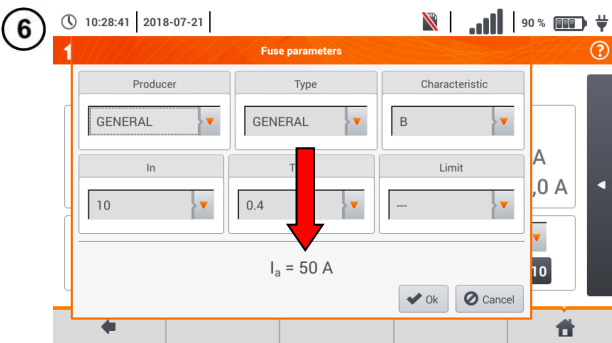 6
10:28:41 2018-07-21 90 %
1 Fuse parameters ?
Producer Type Characteristic
GENERAL GENERAL B
In T Limit
10 0.4 ---
A
,0 A
10
Iₐ = 50 A
Ok Cancel